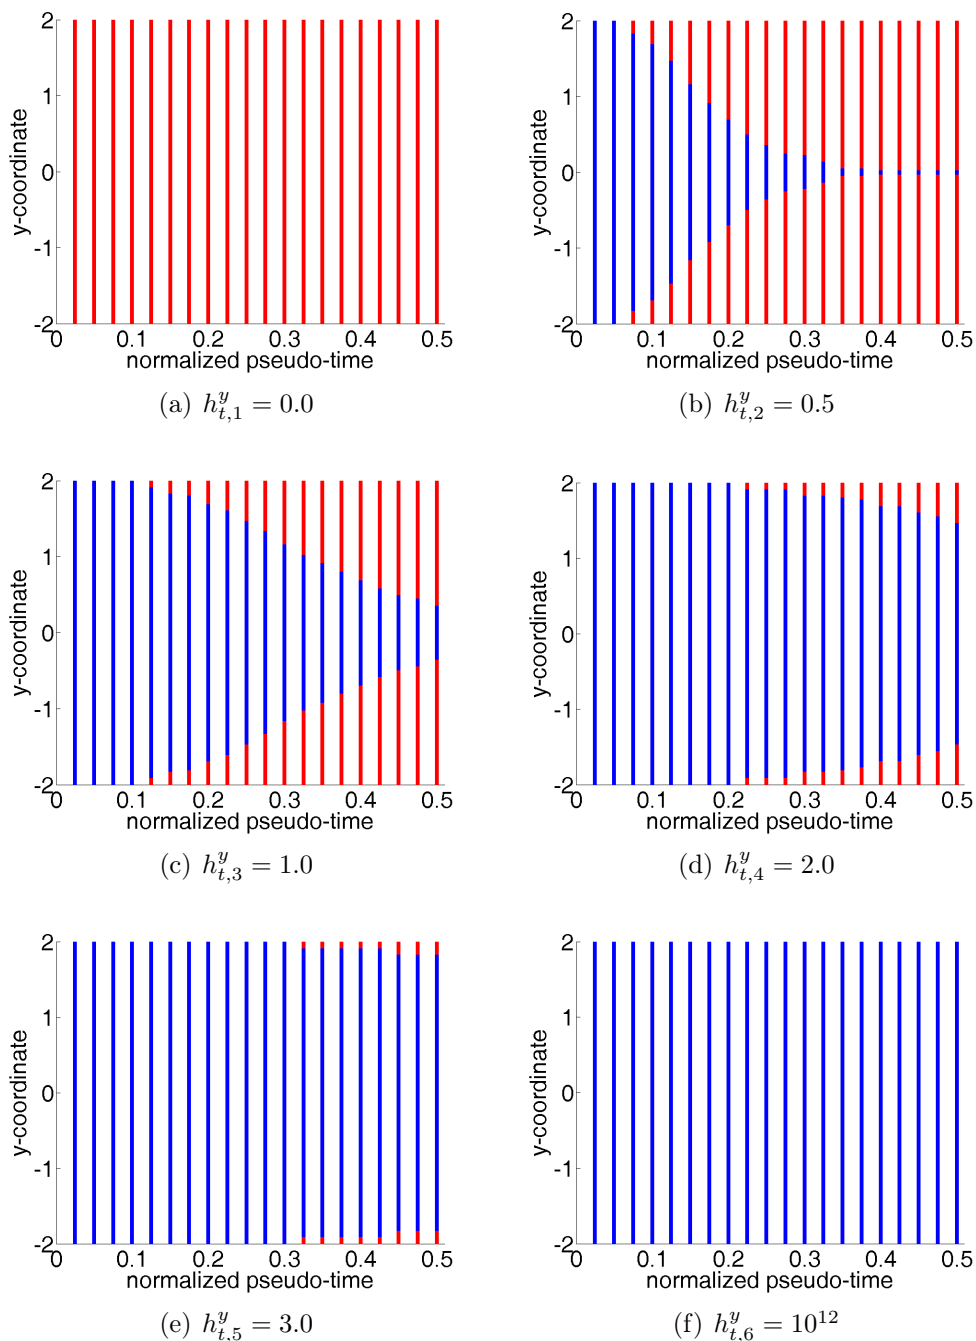 2
1
0
-1
-2
y-coordinate
0 0.1 0.2 0.3 0.4 0.5
normalized pseudo-time
(a) $h^y_{t,1} = 0.0$
2
1
0
-1
-2
y-coordinate
0 0.1 0.2 0.3 0.4 0.5
normalized pseudo-time
(b) $h^y_{t,2} = 0.5$
2
1
0
-1
-2
y-coordinate
0 0.1 0.2 0.3 0.4 0.5
normalized pseudo-time
(c) $h^y_{t,3} = 1.0$
2
1
0
-1
-2
y-coordinate
0 0.1 0.2 0.3 0.4 0.5
normalized pseudo-time
(d) $h^y_{t,4} = 2.0$
2
1
0
-1
-2
y-coordinate
0 0.1 0.2 0.3 0.4 0.5
normalized pseudo-time
(e) $h^y_{t,5} = 3.0$
2
1
0
-1
-2
y-coordinate
0 0.1 0.2 0.3 0.4 0.5
normalized pseudo-time
(f) $h^y_{t,6} = 10^{12}$